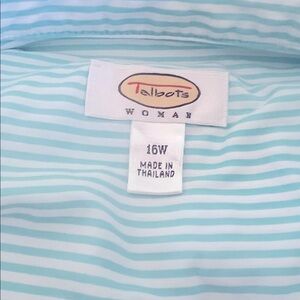 Talbots
WOMAN
16W
MADE IN
THAILAND